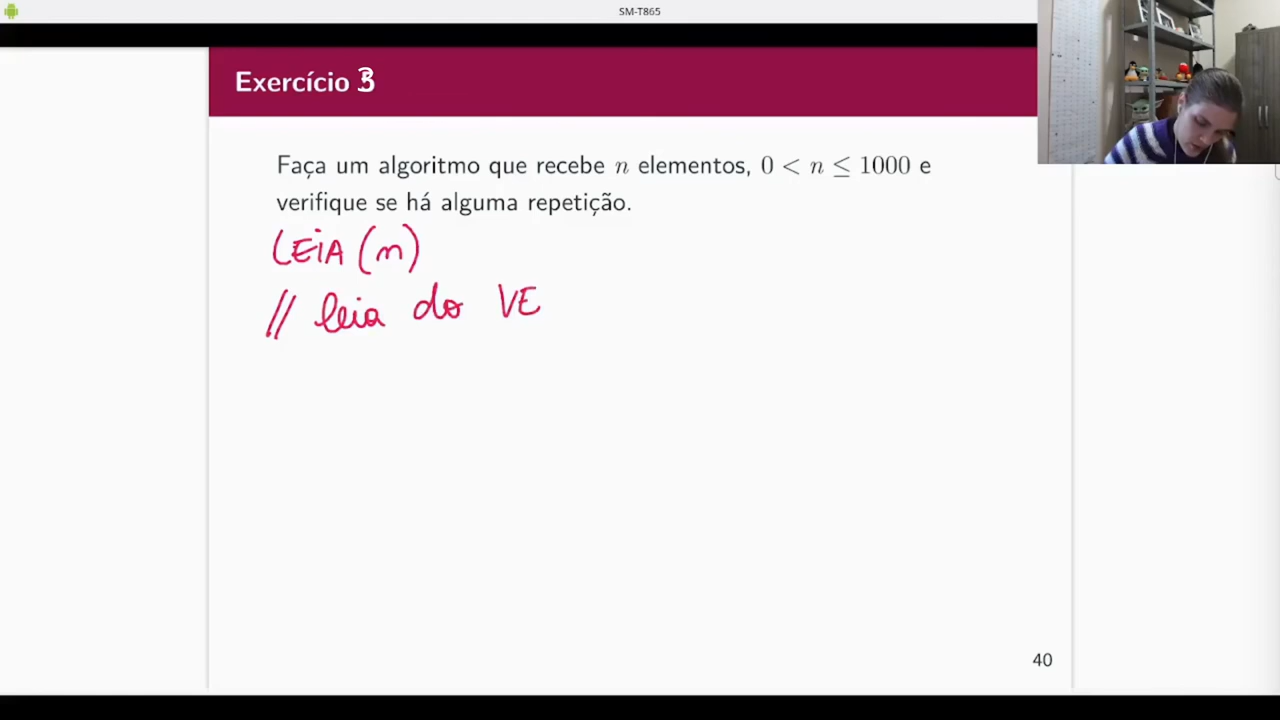 SM-T865
Exercício 3
Faça um algoritmo que recebe n elementos, 0 < n ≤ 1000 e
verifique se há alguma repetição.
LEIA (n)
// leia do VE
40